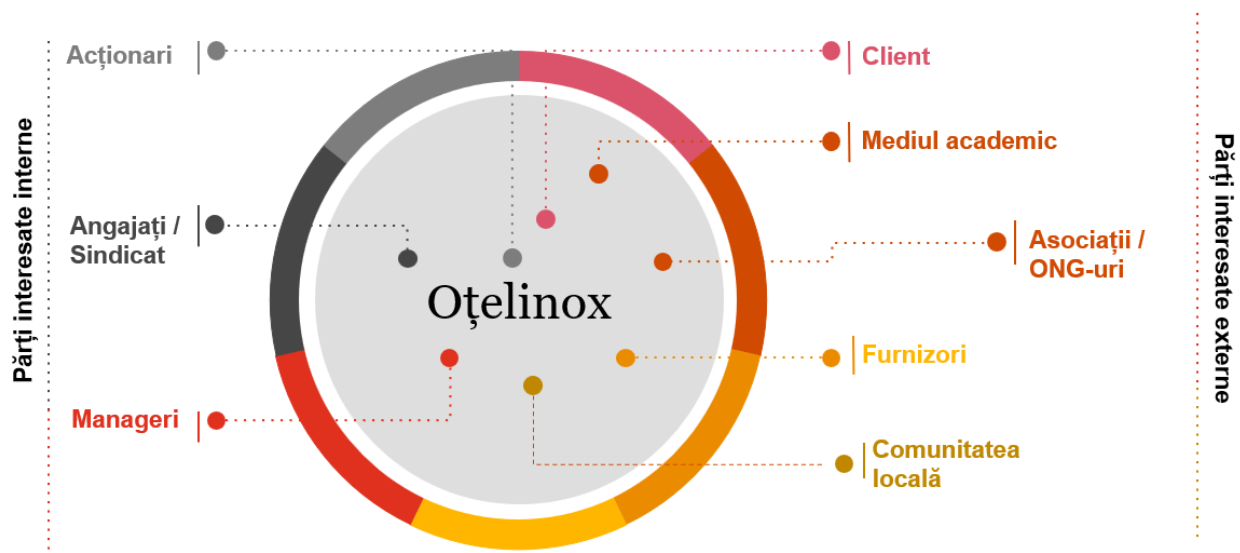 Părți interesate interne
Acționari
Angajați /
Sindicat
Manageri
Oțelinox
Client
Mediul academic
Asociații /
ONG-uri
Furnizori
Comunitatea
locală
Părți interesate externe